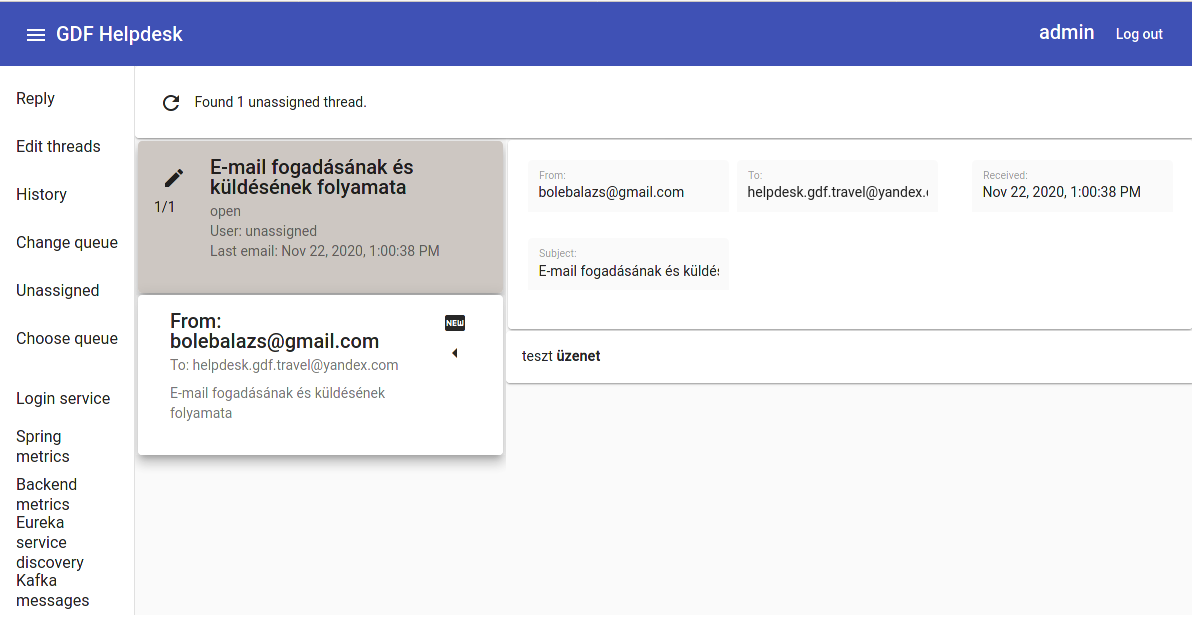 GDF Helpdesk
admin
Log out
Reply
Edit threads
History
Change queue
Unassigned
Choose queue
Login service
Spring
metrics
Backend
metrics
Eureka
service
discovery
Kafka
messages
Found 1 unassigned thread.
1/1
E-mail fogadásának és
küldésének folyamata
open
User: unassigned
Last email: Nov 22, 2020, 1:00:38 PM
From:
bolebalazs@gmail.com
NEW
To: helpdesk.gdf.travel@yandex.com
E-mail fogadásának és küldésének
folyamata
From:
bolebalazs@gmail.com
To:
helpdesk.gdf.travel@yandex.
Received:
Nov 22, 2020, 1:00:38 PM
Subject:
E-mail fogadásának és küldés
teszt üzenet